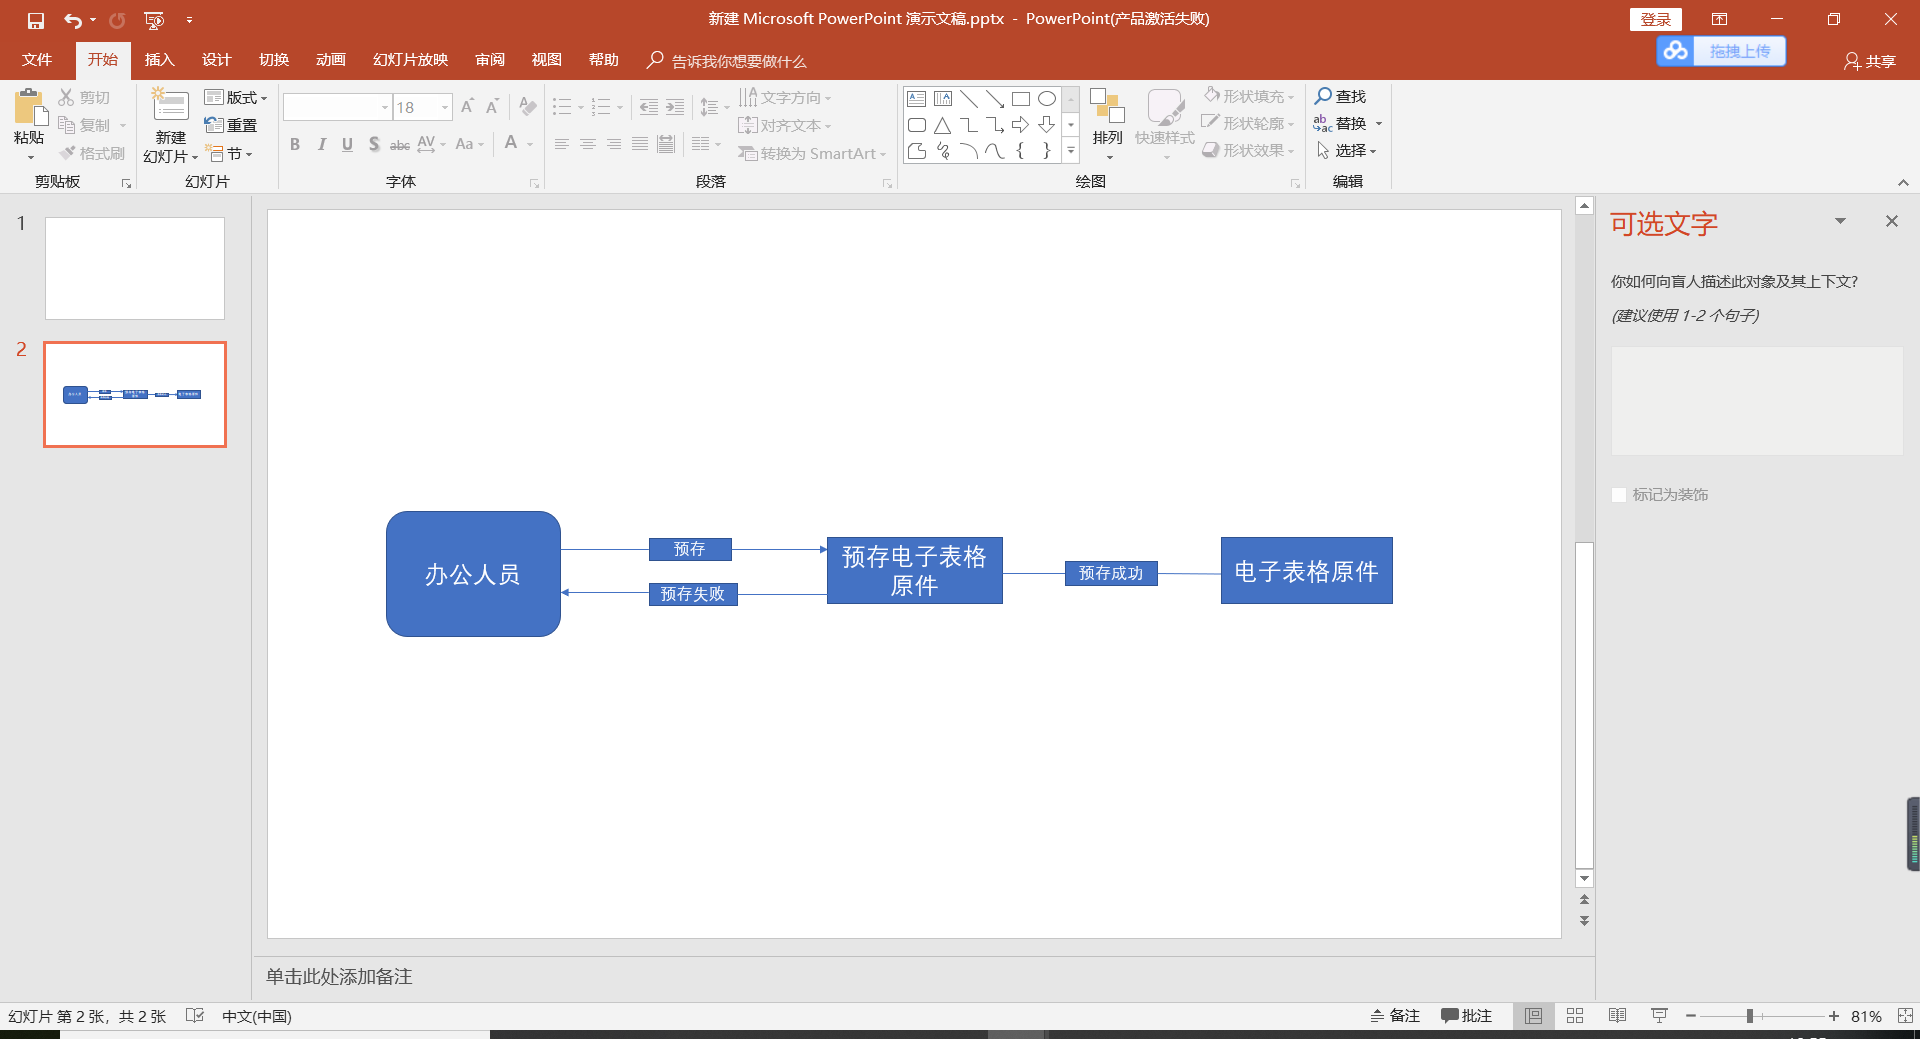 新建 Microsoft PowerPoint 演示文稿.pptx - PowerPoint(产品激活失败)
登录
文件 开始 插入 设计 切换 动画 幻灯片放映 审阅 视图 帮助 告诉我你想要做什么
拖拽上传
共享
粘贴
剪切
复制
格式刷
剪贴板
新建
幻灯片
版式
重置
节
幻灯片
18
B I U S abc AV Aa A
字体
文字方向
对齐文本
转换为 SmartArt
段落
排列
快速样式
形状填充
形状轮廓
形状效果
绘图
查找
替换
选择
编辑
1
2
办公人员
预存
预存失败
预存电子表格
原件
预存成功
电子表格原件
可选文字
你如何向盲人描述此对象及其上下文?
(建议使用 1-2 个句子)
标记为装饰
单击此处添加备注
幻灯片 第 2 张，共 2 张 中文(中国)
备注 批注 81%